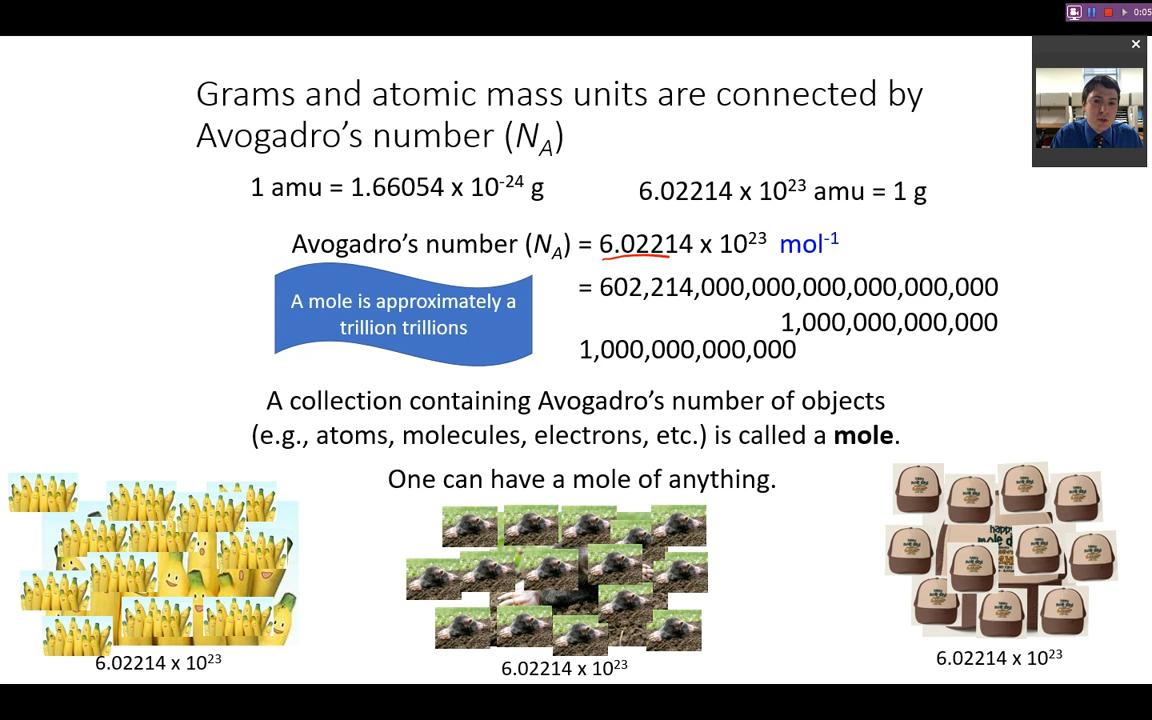 0:05
Grams and atomic mass units are connected by
Avogadro's number (N_A)
1 amu = 1.66054 x 10⁻²⁴ g
6.02214 x 10²³ amu = 1 g
Avogadro's number (N_A) = 6.02214 x 10²³ mol⁻¹
= 602,214,000,000,000,000,000,000
A mole is approximately a
trillion trillions
1,000,000,000,000
1,000,000,000,000
A collection containing Avogadro's number of objects
(e.g., atoms, molecules, electrons, etc.) is called a mole.
One can have a mole of anything.
6.02214 x 10²³
6.02214 x 10²³
6.02214 x 10²³